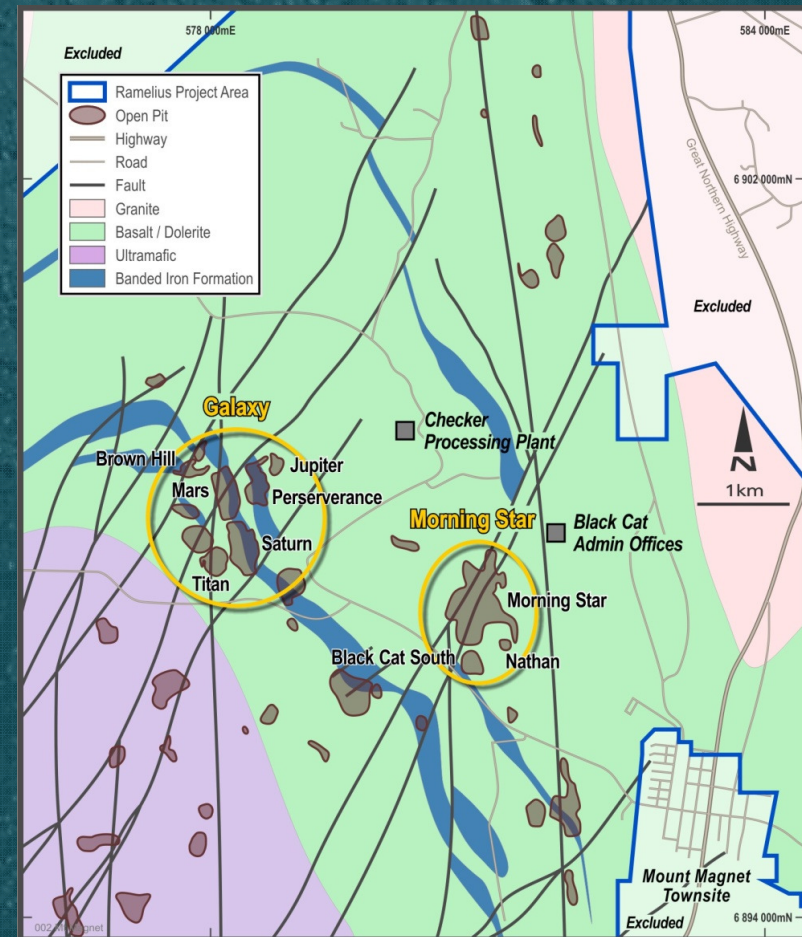 578 000mE
584 000mE
Excluded
Ramelius Project Area
Open Pit
Highway
Road
Fault
Granite
Basalt / Dolerite
Ultramafic
Banded Iron Formation
6 902 000mN
Great Northern Highway
Excluded
Galaxy
Checker
Processing Plant
N
1km
Brown Hill
Jupiter
Mars
Perserverance
Morning Star
Black Cat
Admin Offices
Saturn
Titan
Morning Star
Black Cat South
Nathan
Mount Magnet
Townsite
Excluded
6 894 000mN